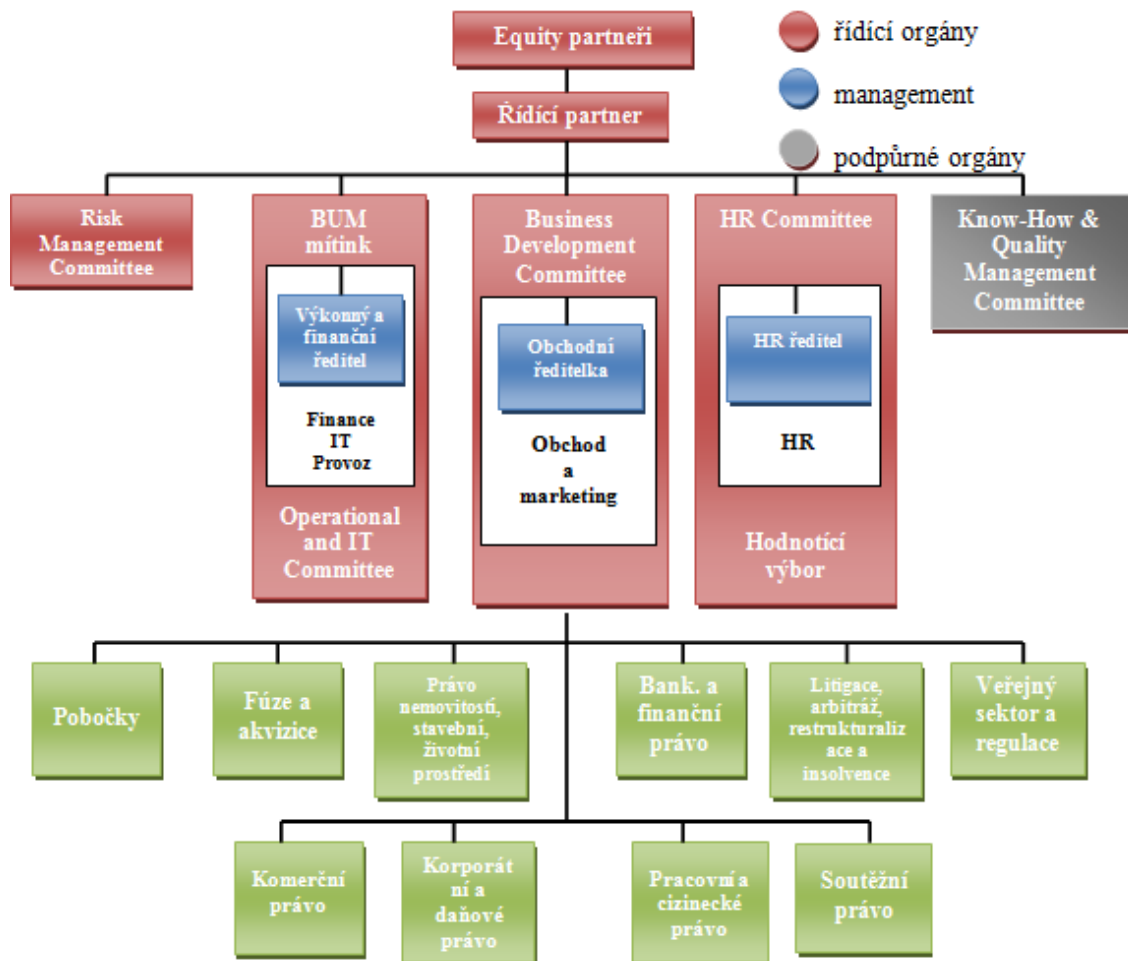 Equity partneři
řídící orgány
management
podpůrné orgány
Řídící partner
Risk
Management
Committee
BUM
mítink
Výkonný a
finanční
ředitel
Finance
IT
Provoz
Operational
and IT
Committee
Business
Development
Committee
Obchodní
ředitelka
Obchod
a
marketing
HR Committee
HR ředitel
HR
Hodnotící
výbor
Know-How &
Quality
Management
Committee
Pobočky
Fúze a
akvizice
Právo
nemovitostí,
stavební,
životní
prostředí
Bank. a
finanční
právo
Litigace,
arbitráž,
restrukturaliz
ace a
insolvence
Veřejný
sektor a
regulace
Komerční
právo
Korporát
ní a
daňové
právo
Pracovní a
cizinecké
právo
Soutěžní
právo